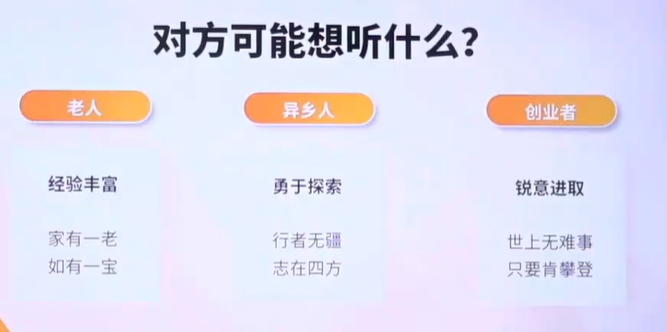 对方可能想听什么？
老人
异乡人
创业者
经验丰富
勇于探索
锐意进取
家有一老
如有一宝
行者无疆
志在四方
世上无难事
只要肯攀登